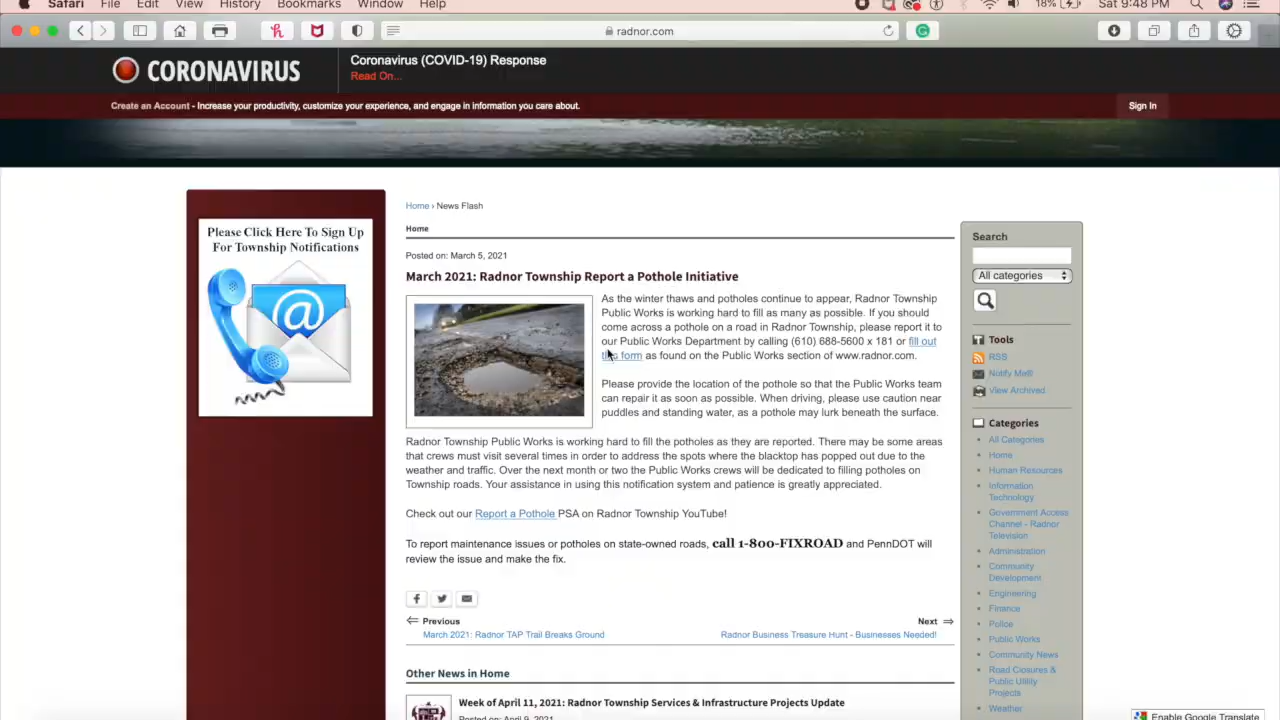 Safari File Edit View History Bookmarks Window Help
18% Sat 9:48 PM
radnor.com
CORONAVIRUS
Coronavirus (COVID-19) Response
Read On...
Create an Account - Increase your productivity, customize your experience, and engage in information you care about.
Sign In
Please Click Here To Sign Up
For Township Notifications
@
Home › News Flash
Home
Posted on: March 5, 2021
March 2021: Radnor Township Report a Pothole Initiative
As the winter thaws and potholes continue to appear, Radnor Township
Public Works is working hard to fill as many as possible. If you should
come across a pothole on a road in Radnor Township, please report it to
our Public Works Department by calling (610) 688-5600 x 181 or fill out
this form as found on the Public Works section of www.radnor.com.
Please provide the location of the pothole so that the Public Works team
can repair it as soon as possible. When driving, please use caution near
puddles and standing water, as a pothole may lurk beneath the surface.
Radnor Township Public Works is working hard to fill the potholes as they are reported. There may be some areas
that crews must visit several times in order to address the spots where the blacktop has popped out due to the
weather and traffic. Over the next month or two the Public Works crews will be dedicated to filling potholes on
Township roads. Your assistance in using this notification system and patience is greatly appreciated.
Check out our Report a Pothole PSA on Radnor Township YouTube!
To report maintenance issues or potholes on state-owned roads, call 1-800-FIXROAD and PennDOT will
review the issue and make the fix.
Previous
March 2021: Radnor TAP Trail Breaks Ground
Next
Radnor Business Treasure Hunt - Businesses Needed!
Other News in Home
Week of April 11, 2021: Radnor Township Services & Infrastructure Projects Update
Posted on: April 9, 2021
Search
All categories
Tools
RSS
Notify Me®
View Archived
Categories
All Categories
Home
Human Resources
Information
Technology
Government Access
Channel - Radnor
Television
Administration
Community
Development
Engineering
Finance
Police
Public Works
Community News
Road Closures &
Public Utility
Projects
Weather
Enable Google Translate